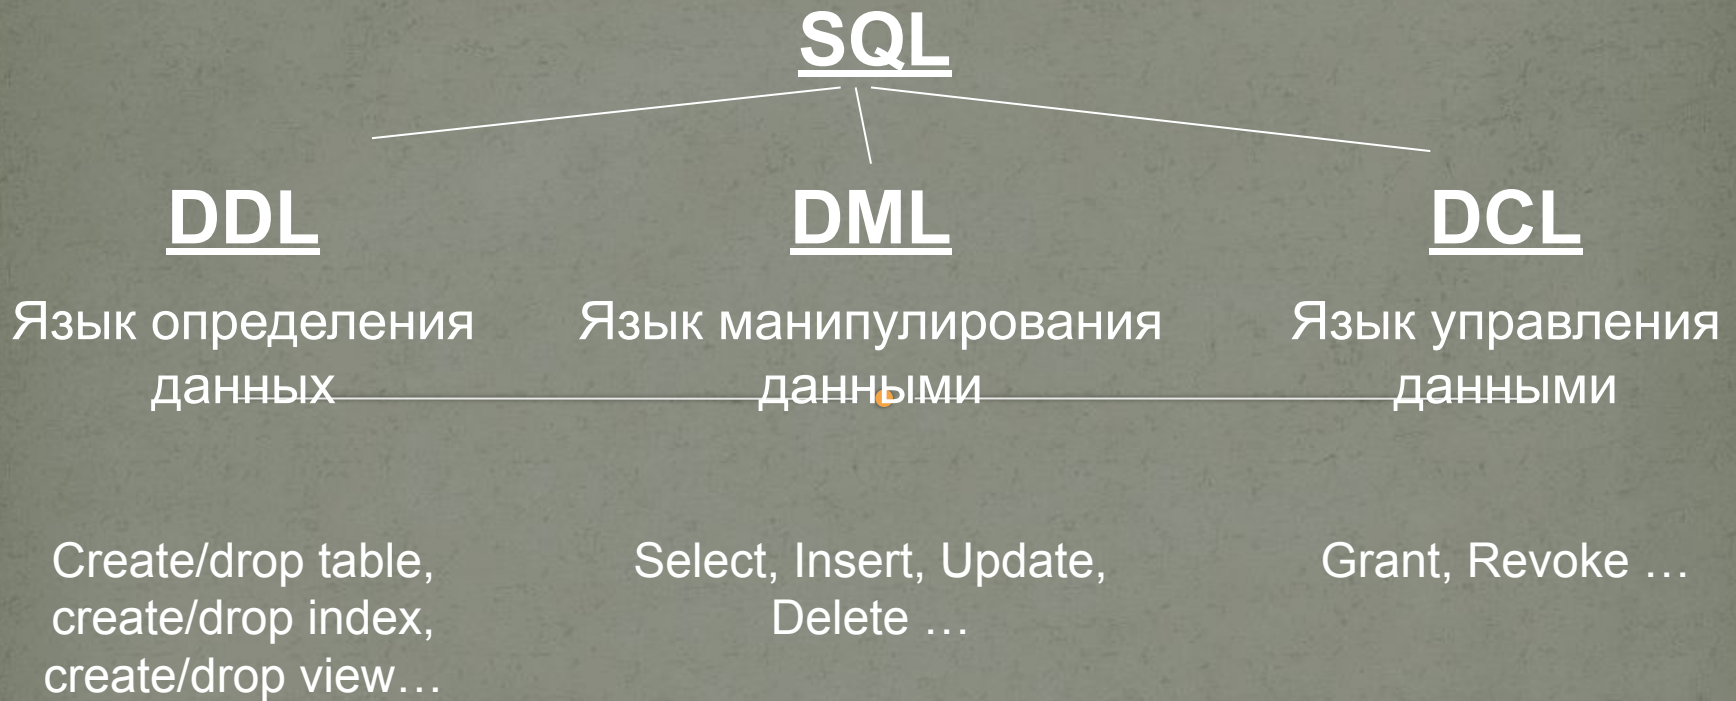 SQL
DDL
DML
DCL
Язык определения
данных
Язык манипулирования
данными
Язык управления
данными
Create/drop table,
create/drop index,
create/drop view…
Select, Insert, Update,
Delete …
Grant, Revoke …